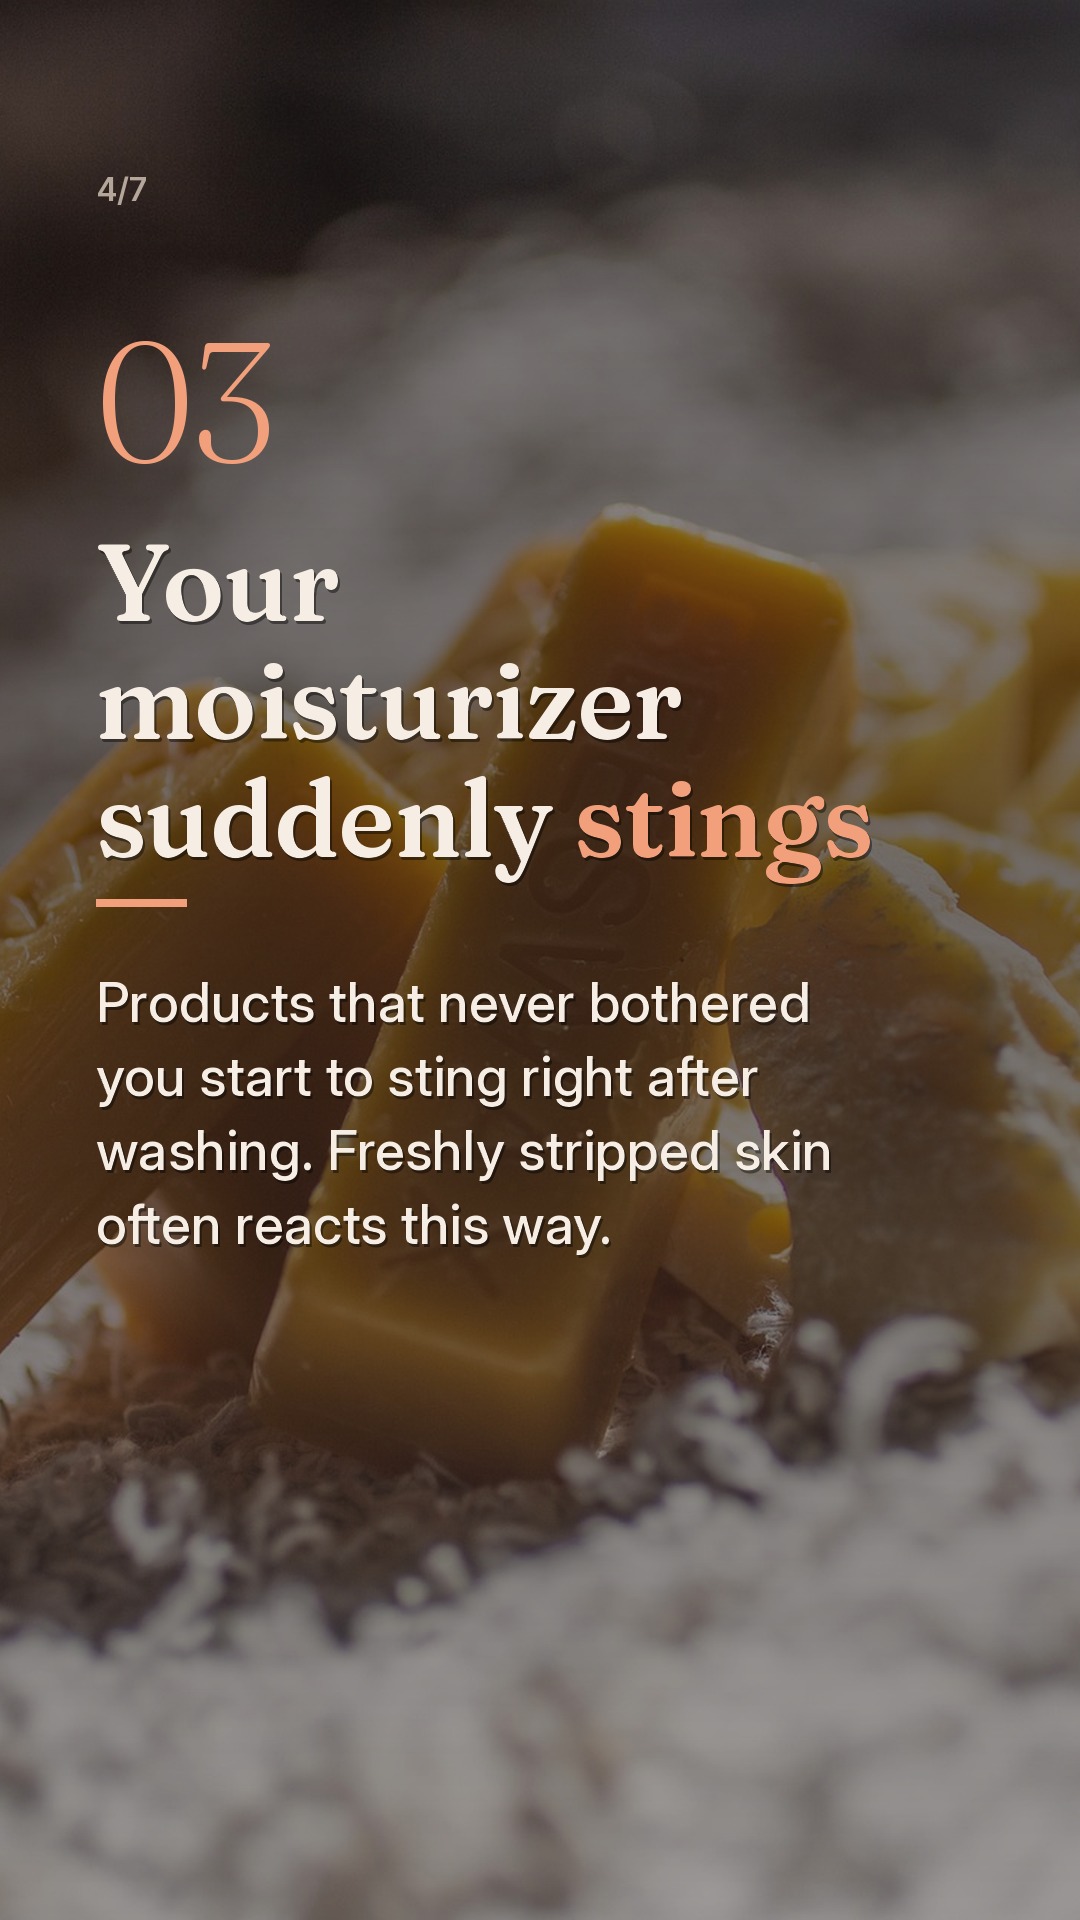 4/7
03
Your
moisturizer
suddenly stings
Products that never bothered
you start to sting right after
washing. Freshly stripped skin
often reacts this way.